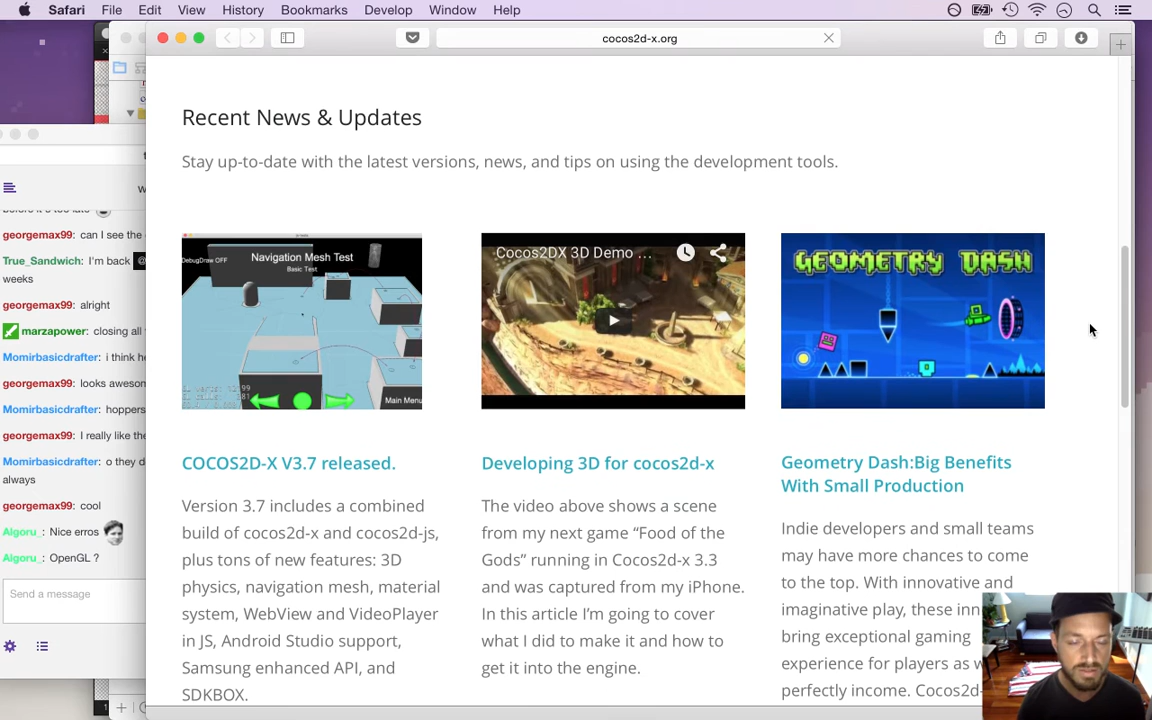 Safari File Edit View History Bookmarks Develop Window Help
cocos2d-x.org
Recent News & Updates
Stay up-to-date with the latest versions, news, and tips on using the development tools.
DebugDraw OFF
Navigation Mesh Test
Basic Test
Main Menu
Cocos2DX 3D Demo ...
GEOMETRY DASH
COCOS2D-X V3.7 released.
Version 3.7 includes a combined
build of cocos2d-x and cocos2d-js,
plus tons of new features: 3D
physics, navigation mesh, material
system, WebView and VideoPlayer
in JS, Android Studio support,
Samsung enhanced API, and
SDKBOX.
Developing 3D for cocos2d-x
The video above shows a scene
from my next game “Food of the
Gods” running in Cocos2d-x 3.3
and was captured from my iPhone.
In this article I’m going to cover
what I did to make it and how to
get it into the engine.
Geometry Dash:Big Benefits
With Small Production
Indie developers and small teams
may have more chances to come
to the top. With innovative and
imaginative play, these
bring exceptional gaming
experience for players as
perfectly income. Cocos2d-
georgemax99: can I see the
True_Sandwich: I'm back @
weeks
georgemax99: alright
marzapower: closing all
Momirbasicdrafter: i think
georgemax99: looks
Momirbasicdrafter: hoppers
georgemax99: I really like the
Momirbasicdrafter: o they
always
georgemax99: cool
Algoru_: Nice erros
Algoru_: OpenGL ?
Send a message